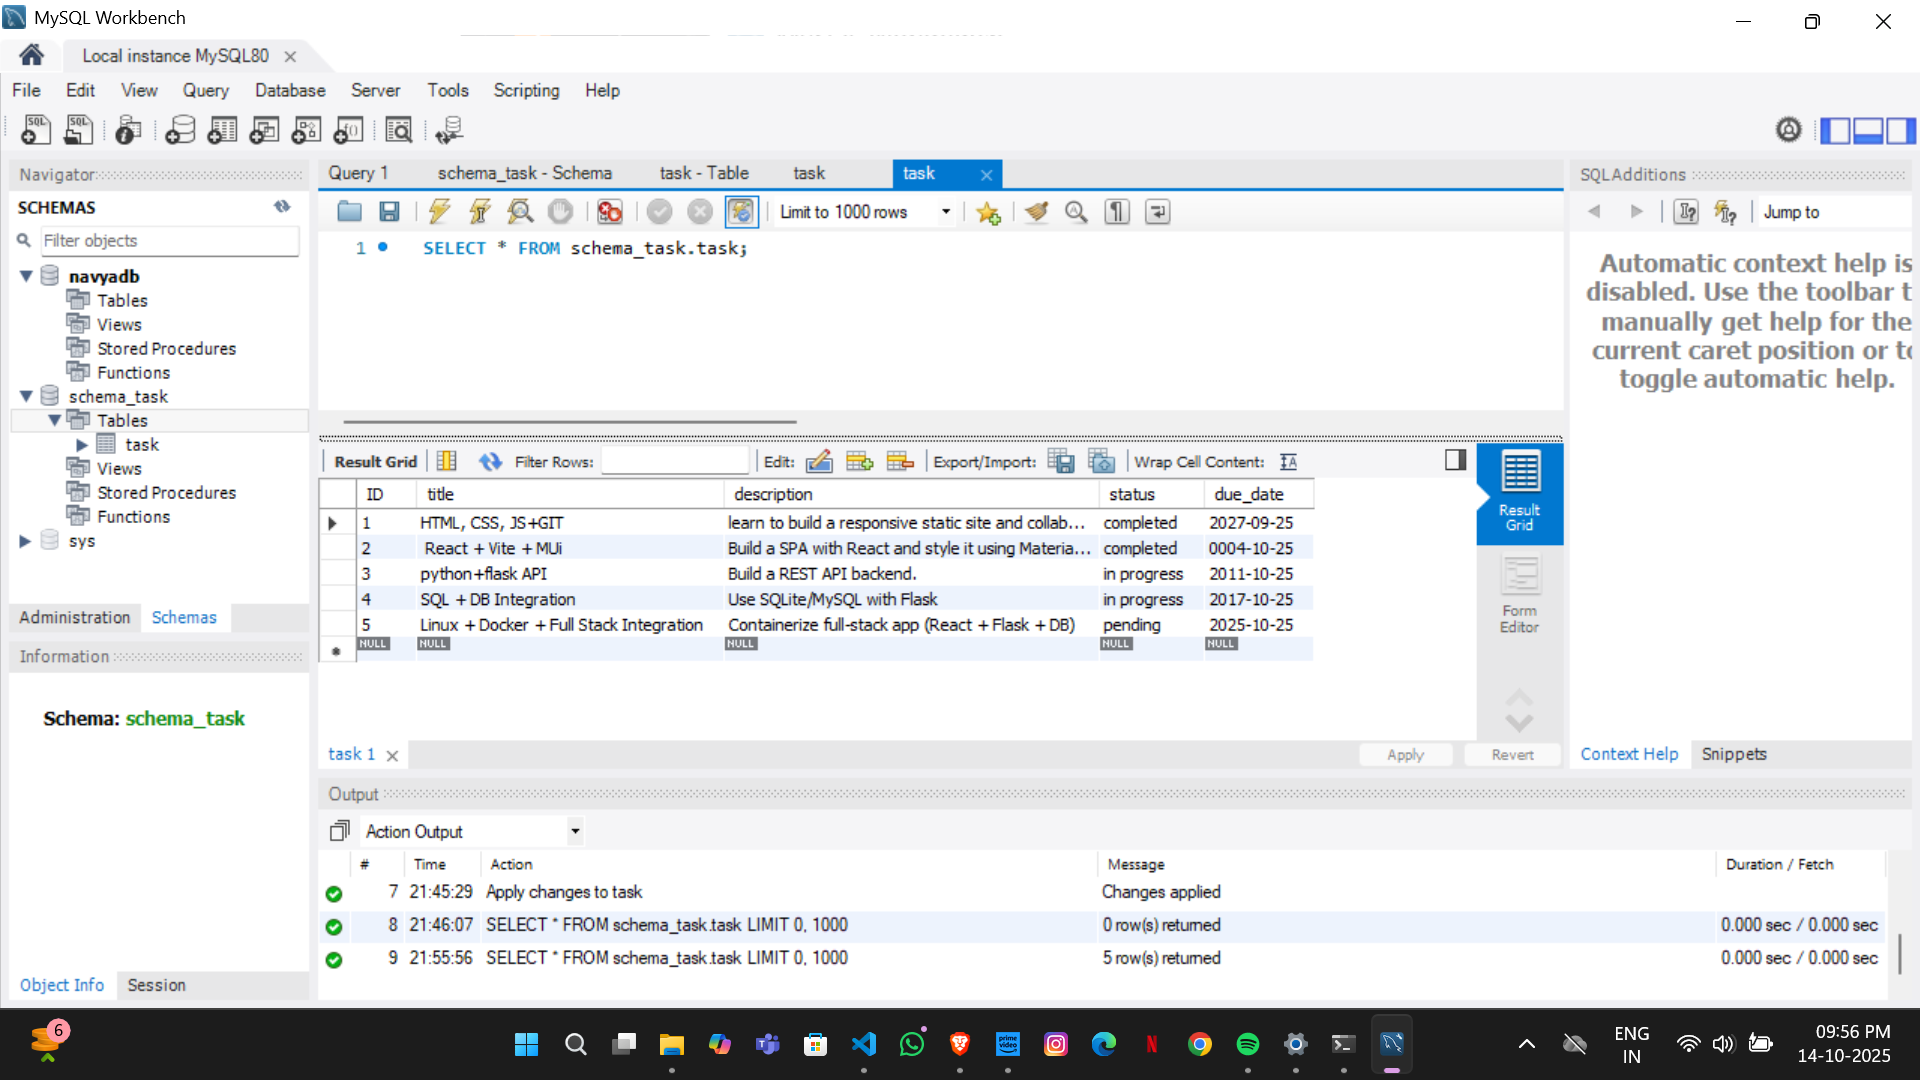 MySQL Workbench
Local instance MySQL80
File Edit View Query Database Server Tools Scripting Help
Navigator
SCHEMAS
Filter objects
navyadb
Tables
Views
Stored Procedures
Functions
schema_task
Tables
task
Views
Stored Procedures
Functions
sys
Administration Schemas
Information
Schema: schema_task
Object Info Session
Query 1 schema_task - Schema task - Table task task
Limit to 1000 rows
1 SELECT * FROM schema_task.task;
Result Grid Filter Rows: Edit: Export/Import: Wrap Cell Content:
ID title description status due_date
1 HTML, CSS, JS+GIT learn to build a responsive static site and collab... completed 2027-09-25
2 React + Vite + MUi Build a SPA with React and style it using Materia... completed 0004-10-25
3 python+flask API Build a REST API backend. in progress 2011-10-25
4 SQL + DB Integration Use SQLite/MySQL with Flask in progress 2017-10-25
5 Linux + Docker + Full Stack Integration Containerize full-stack app (React + Flask + DB) pending 2025-10-25
NULL NULL NULL NULL NULL
Result
Grid
Form
Editor
task 1 Apply Revert
SQLAdditions
Jump to
Automatic context help is
disabled. Use the toolbar t
manually get help for the
current caret position or to
toggle automatic help.
Context Help Snippets
Output
Action Output
# Time Action Message Duration / Fetch
7 21:45:29 Apply changes to task Changes applied
8 21:46:07 SELECT * FROM schema_task.task LIMIT 0, 1000 0 row(s) returned 0.000 sec / 0.000 sec
9 21:55:56 SELECT * FROM schema_task.task LIMIT 0, 1000 5 row(s) returned 0.000 sec / 0.000 sec
6
prime video
ENG
IN
09:56 PM
14-10-2025